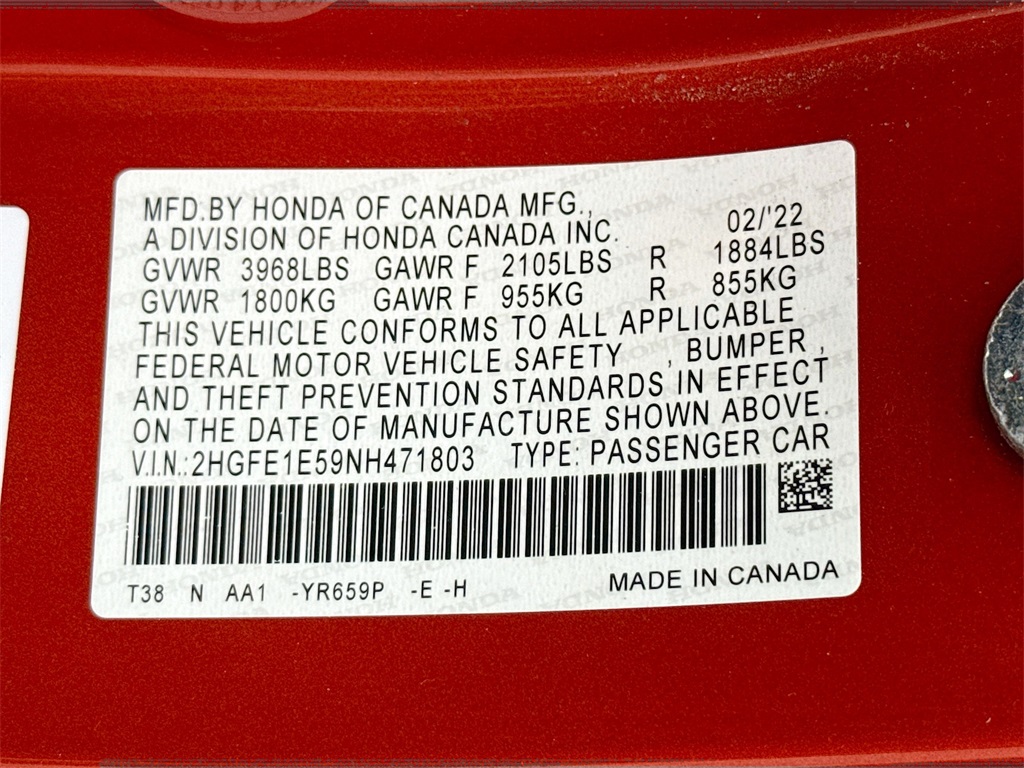 MFD.BY HONDA OF CANADA MFG.,
A DIVISION OF HONDA CANADA INC. 02/'22
GVWR 3968LBS GAWR F 2105LBS R 1884LBS
GVWR 1800KG GAWR F 955KG R 855KG
THIS VEHICLE CONFORMS TO ALL APPLICABLE
FEDERAL MOTOR VEHICLE SAFETY , BUMPER ,
AND THEFT PREVENTION STANDARDS IN EFFECT
ON THE DATE OF MANUFACTURE SHOWN ABOVE.
V.I.N.:2HGFE1E59NH471803 TYPE: PASSENGER CAR
T38 N AA1 -YR659P -E -H MADE IN CANADA